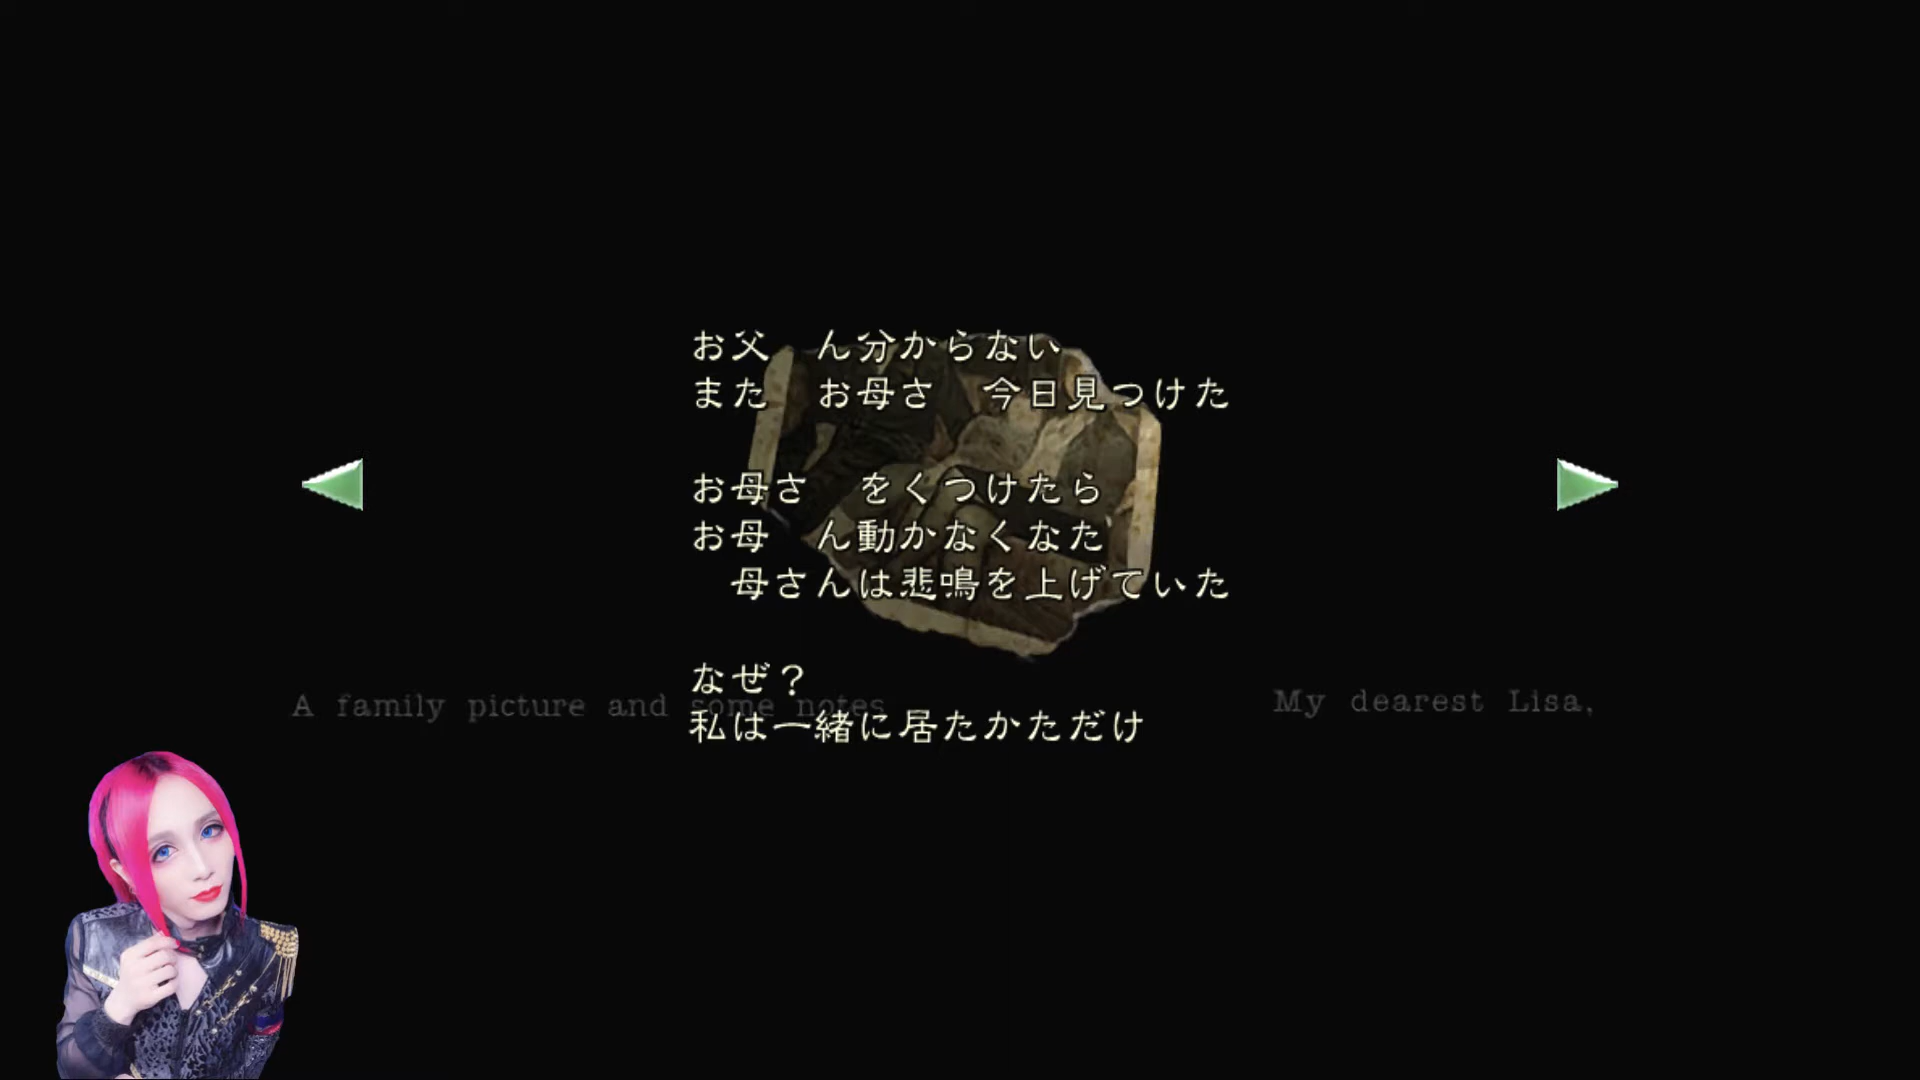 お父　ん分からない
また　お母さ　今日見つけた
お母さ　をくつけたら
お母　ん動かなくなた
母さんは悲鳴を上げていた
なぜ？
私は一緒に居たかただけ
A family picture and some notes
My dearest Lisa,